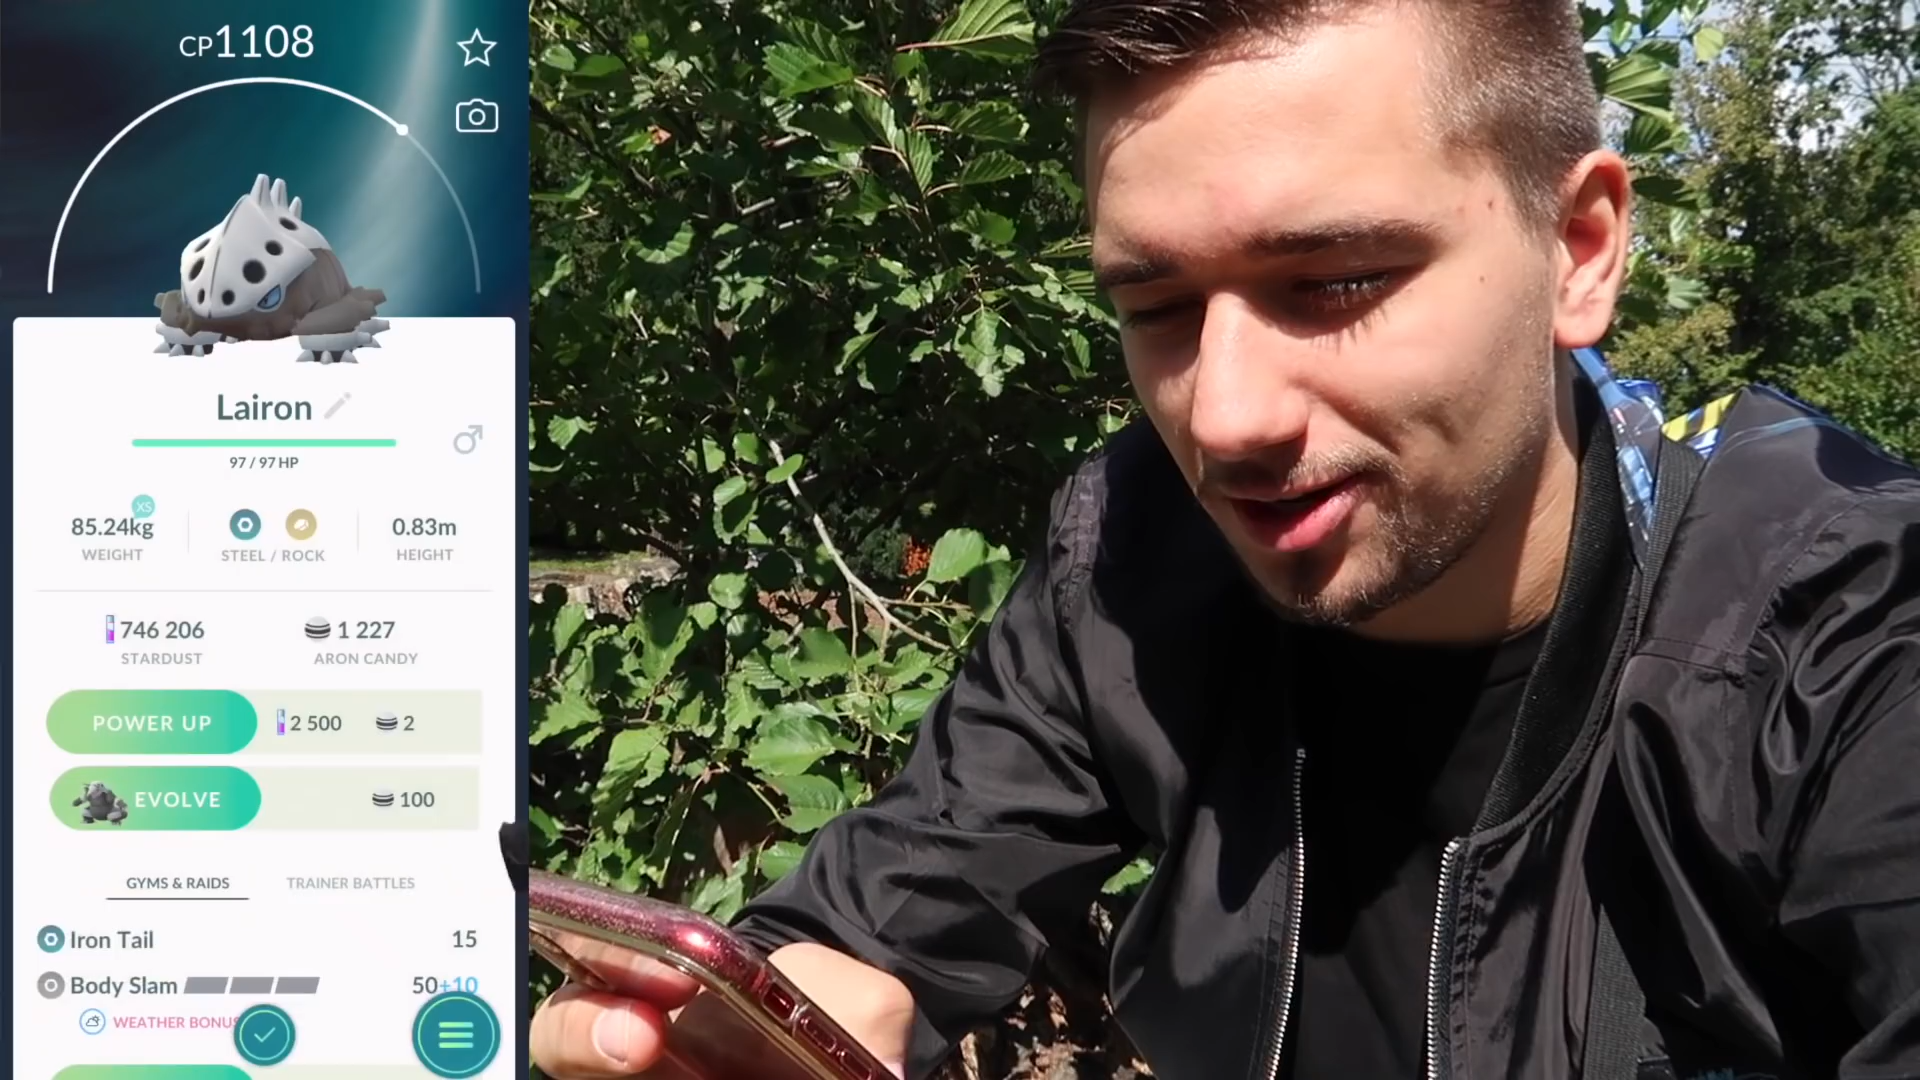 CP1108
Lairon
97 / 97 HP
XS
85.24kg
WEIGHT
STEEL / ROCK
0.83m
HEIGHT
746 206
STARDUST
1 227
ARON CANDY
POWER UP
2 500
2
EVOLVE
100
GYMS & RAIDS
TRAINER BATTLES
Iron Tail
15
Body Slam
50+10
WEATHER BONUS